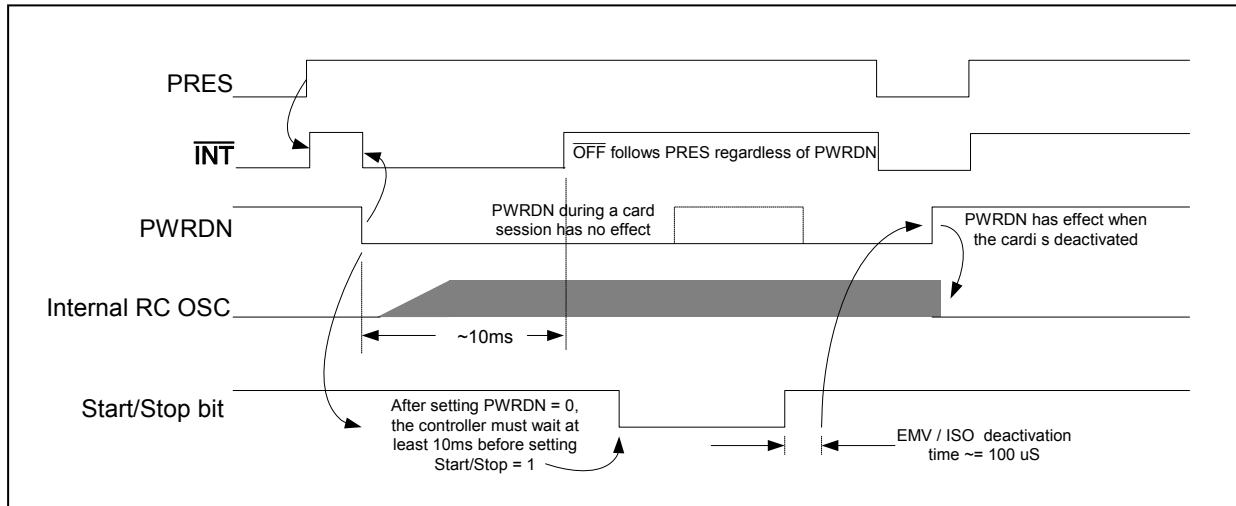 PRES
INT
OFF follows PRES regardless of PWRDN
PWRDN
PWRDN during a card
session has no effect
PWRDN has effect when
the cardi s deactivated
Internal RC OSC
~10ms
Start/Stop bit
After setting PWRDN = 0,
the controller must wait at
least 10ms before setting
Start/Stop = 1
EMV / ISO deactivation
time ~= 100 uS